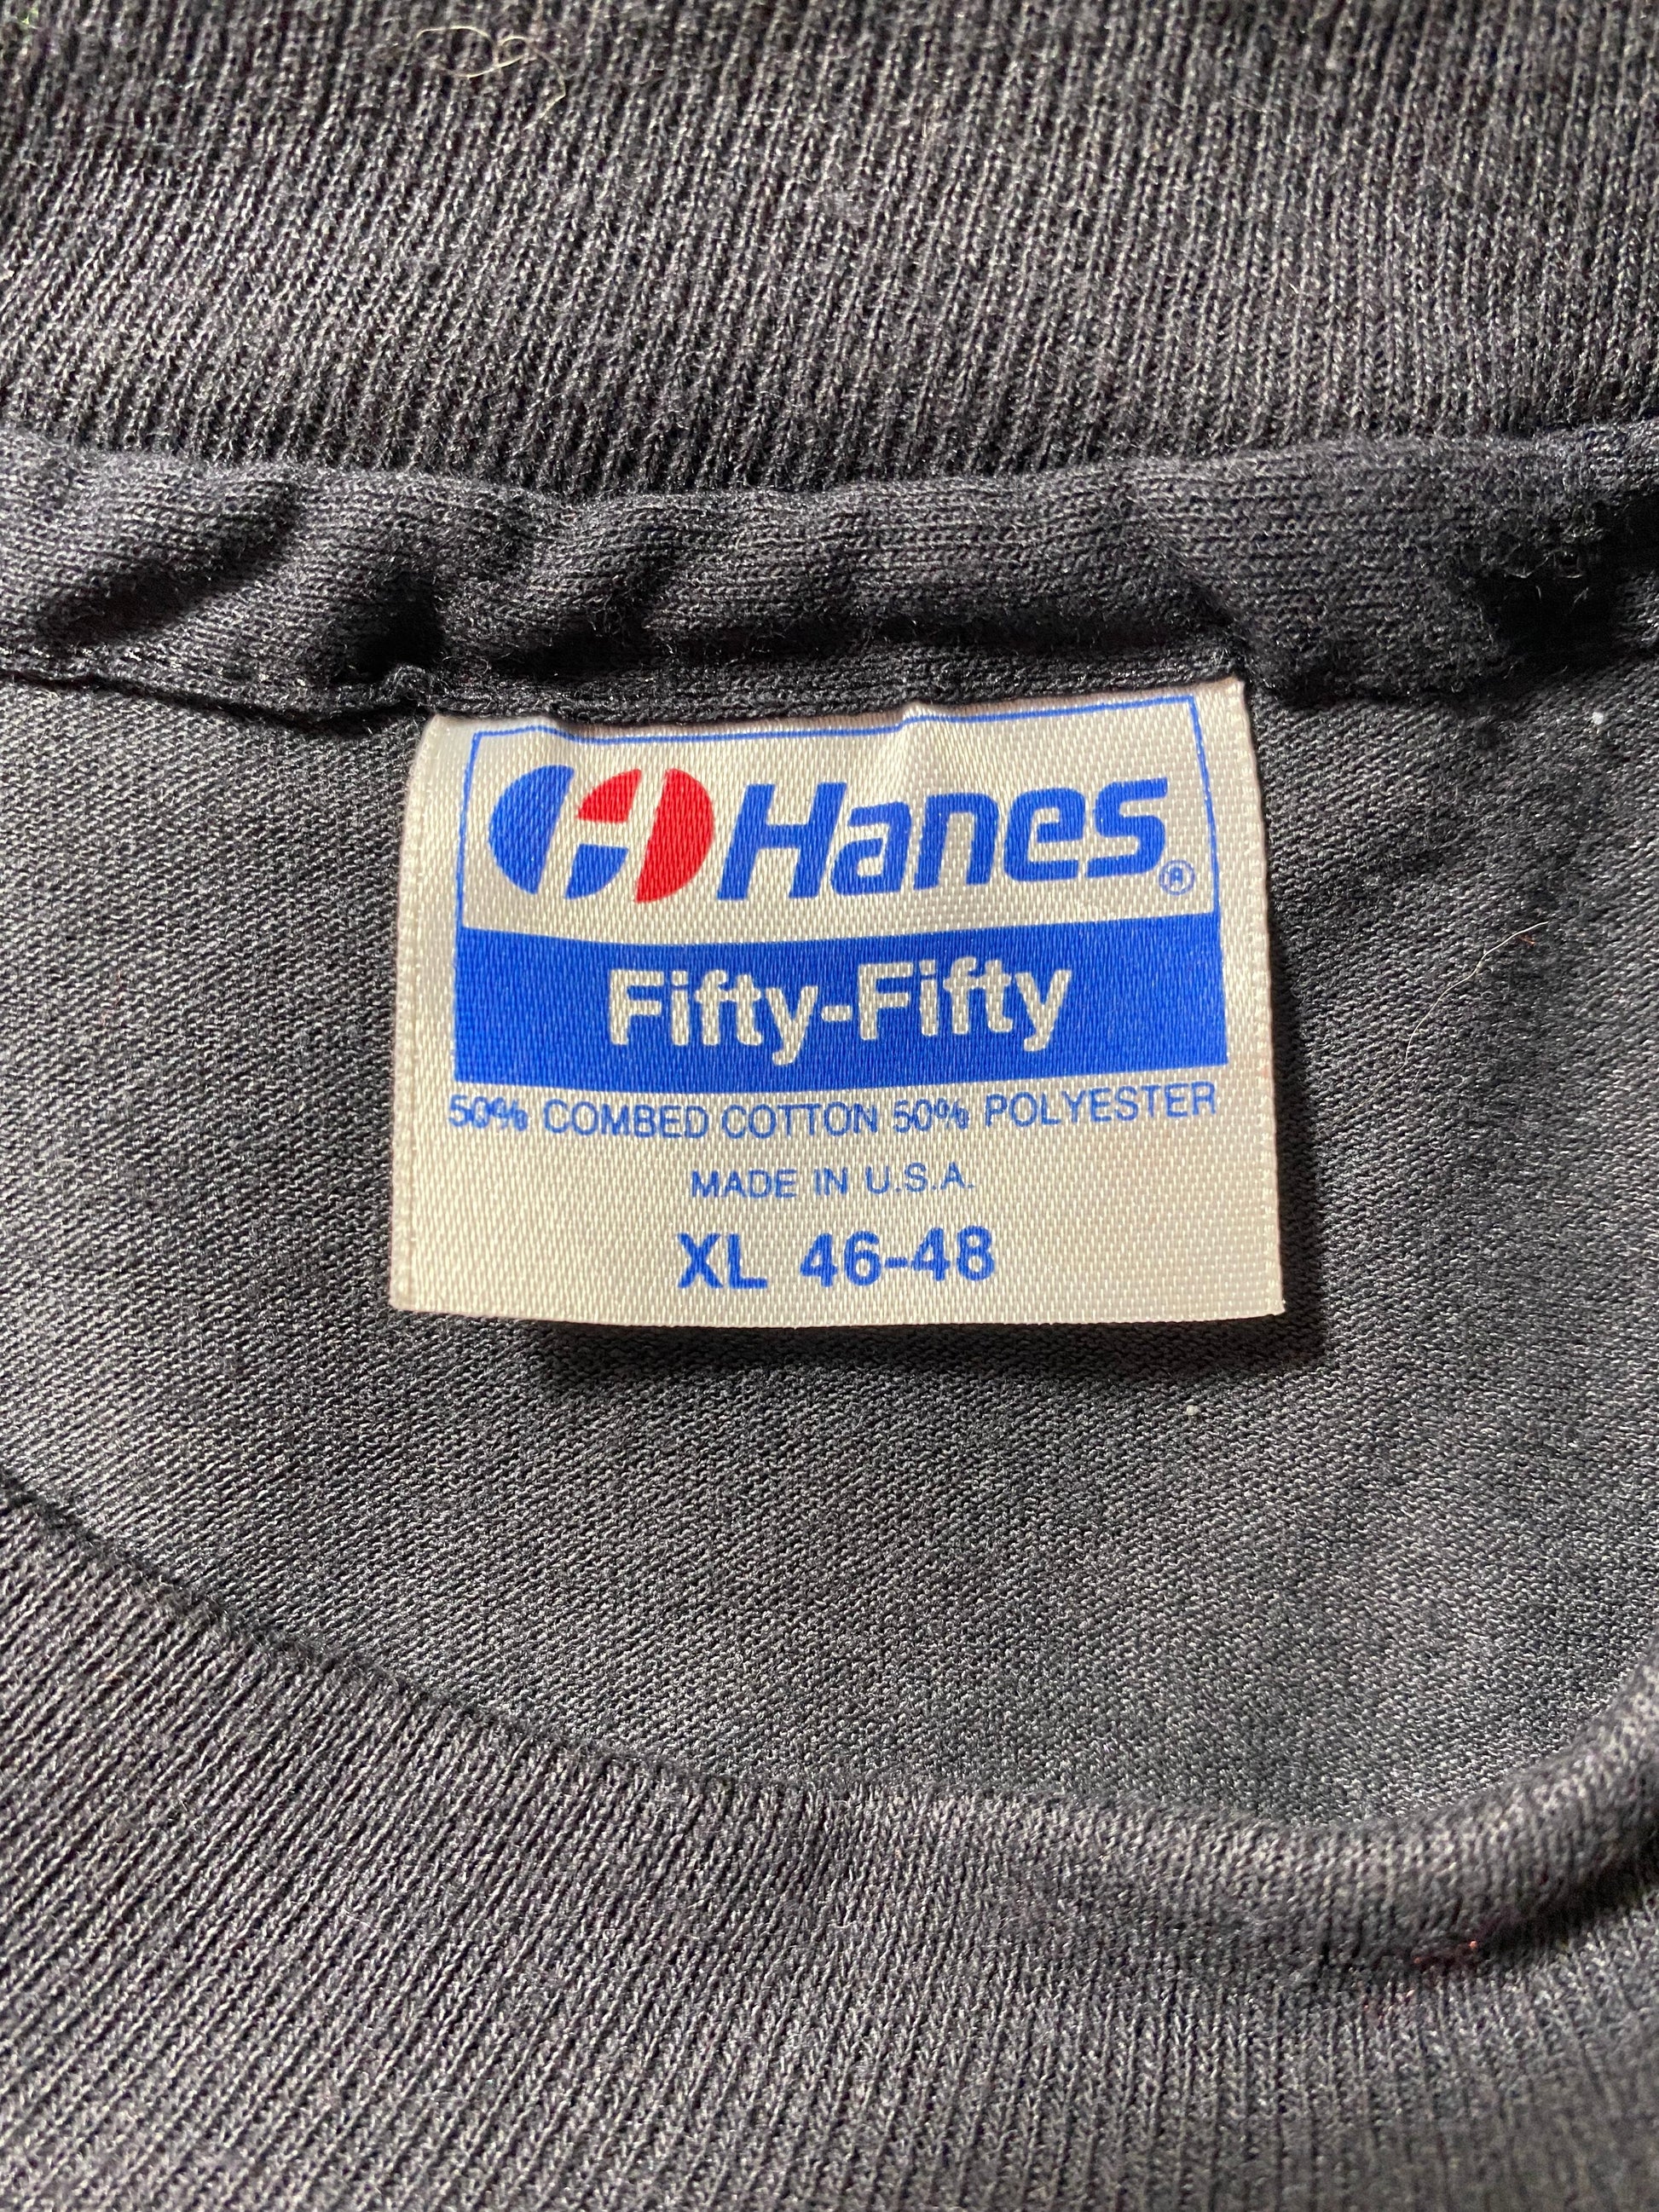 Hanes®
Fifty-Fifty
50% COMBED COTTON 50% POLYESTER
MADE IN U.S.A.
XL 46-48